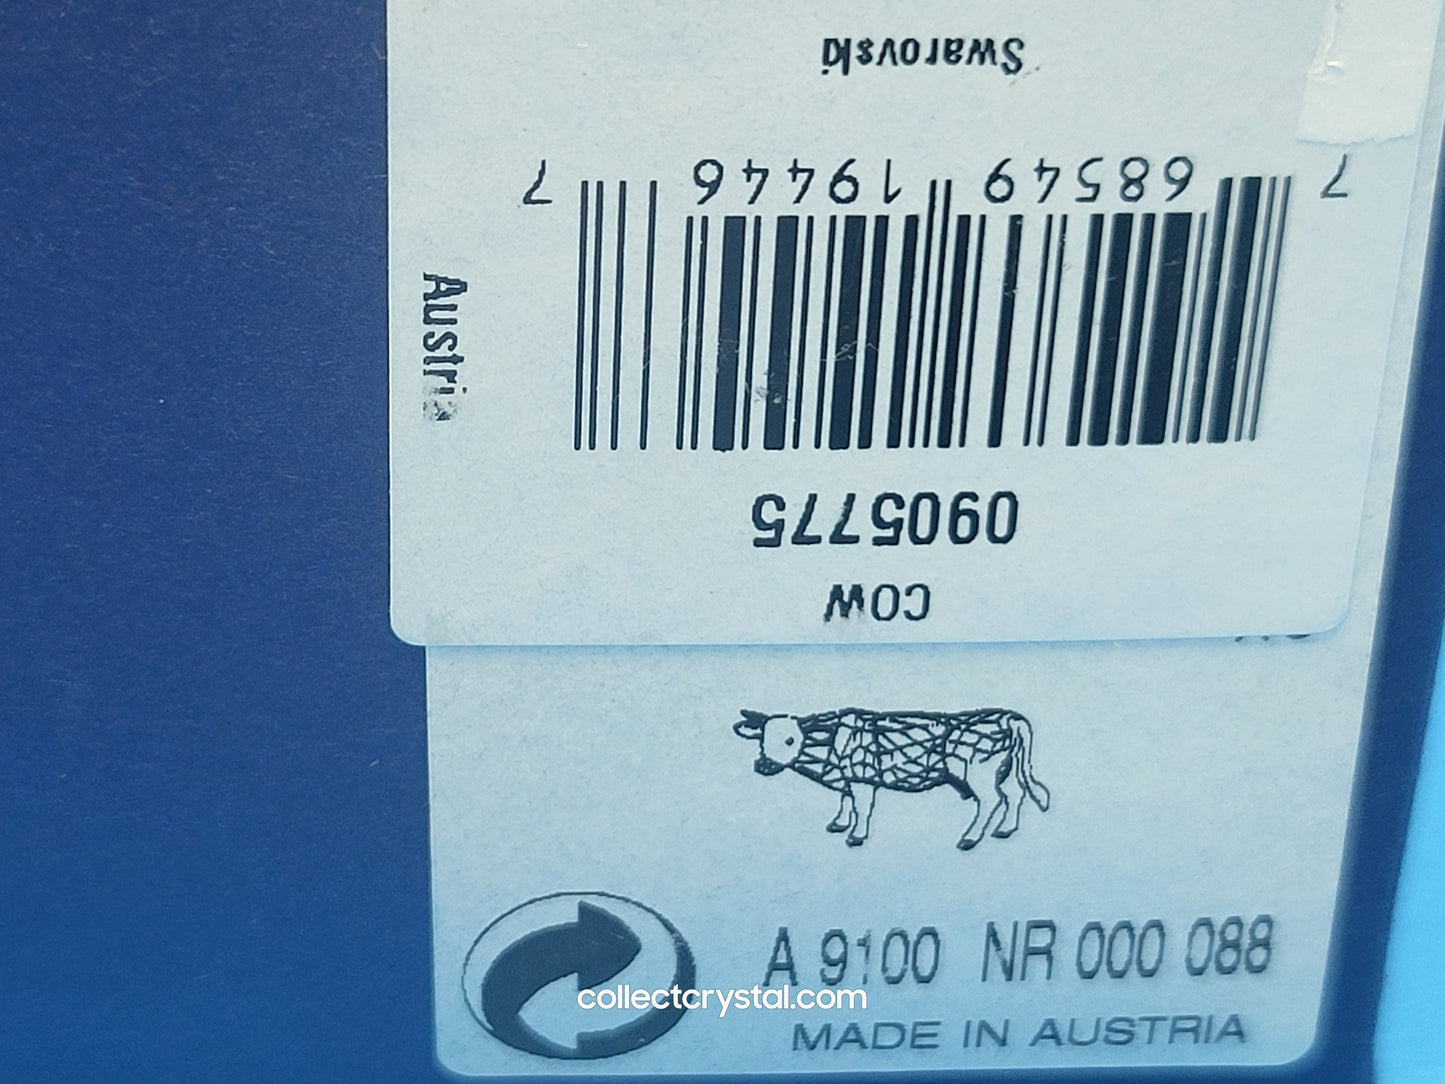 COW
0905775
7 68549 19446 7
Swarovski
Austria
A 9100 NR 000 088
MADE IN AUSTRIA
collectcrystal.com